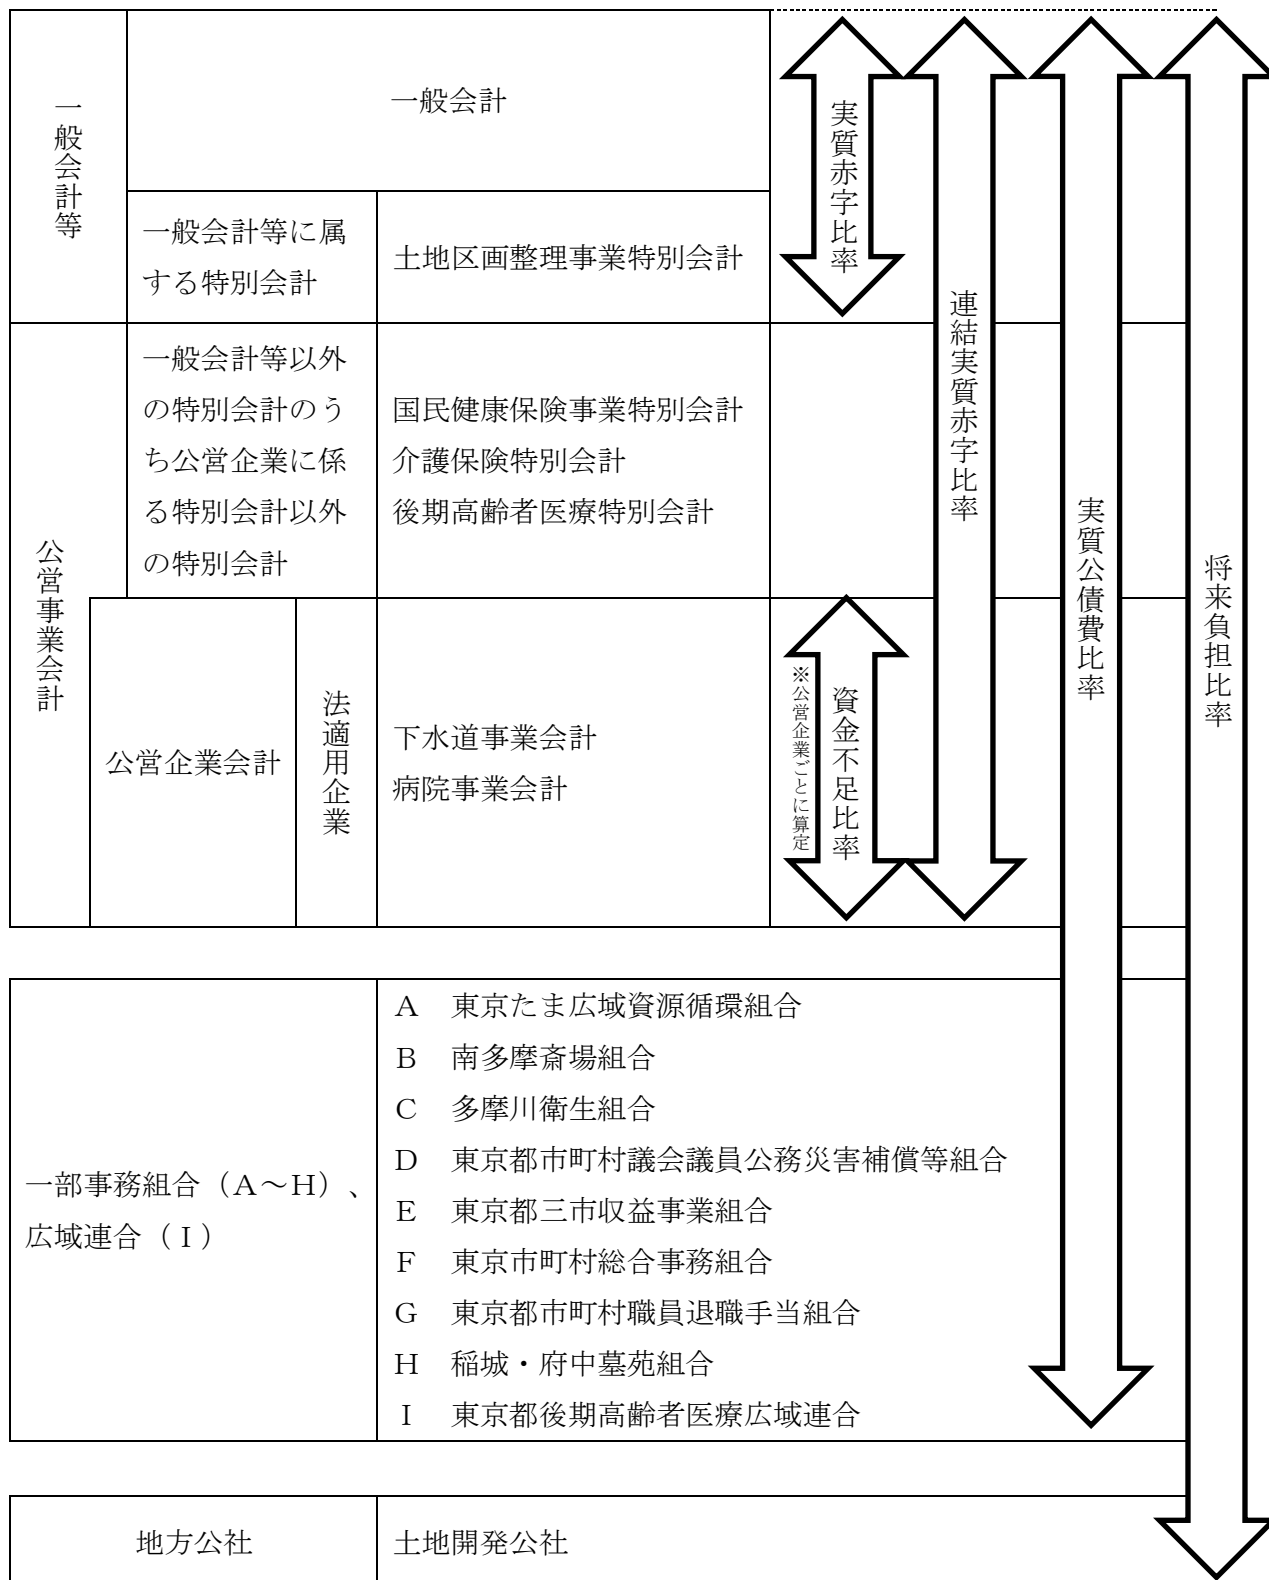 一般会計等
一般会計
一般会計等に属
する特別会計
土地区画整理事業特別会計
実質赤字比率
連結実質赤字比率
実質公債費比率
将来負担比率
公営事業会計
一般会計等以外
の特別会計のう
ち公営企業に係
る特別会計以外
の特別会計
国民健康保険事業特別会計
介護保険特別会計
後期高齢者医療特別会計
公営企業会計
法適用企業
下水道事業会計
病院事業会計
資金不足比率
※公営企業ごとに算定
一部事務組合（A～H）、
広域連合（I）
A 東京たま広域資源循環組合
B 南多摩斎場組合
C 多摩川衛生組合
D 東京都市町村議会議員公務災害補償等組合
E 東京都三市収益事業組合
F 東京市町村総合事務組合
G 東京都市町村職員退職手当組合
H 稲城・府中墓苑組合
I 東京都後期高齢者医療広域連合
地方公社
土地開発公社